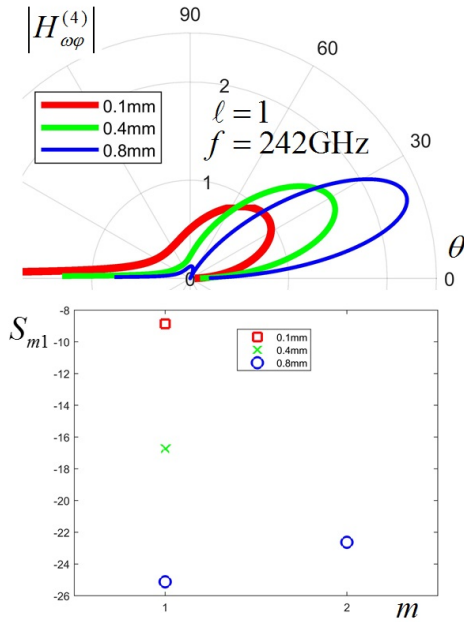 |H_{ωφ}^{(4)}|
90
60
2
0.1mm
0.4mm
0.8mm
ℓ = 1
f = 242GHz
30
1
θ
0
0
-8
S_{m1}
-10
-12
-14
-16
-18
-20
-22
-24
-26
0.1mm
0.4mm
0.8mm
1
2
m